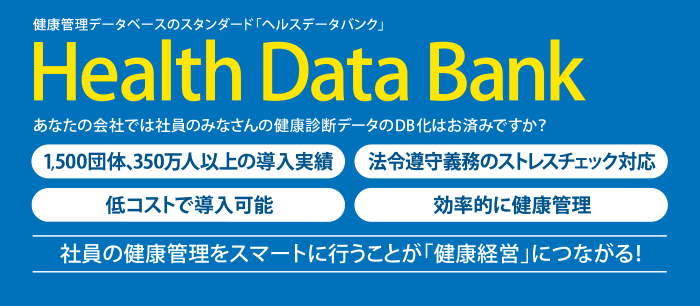 健康管理データベースのスタンダード「ヘルスデータバンク」
Health Data Bank
あなたの会社では社員のみなさんの健康診断データのDB化はお済みですか？
1,500団体、350万人以上の導入実績
法令遵守義務のストレスチェック対応
低コストで導入可能
効率的に健康管理
社員の健康管理をスマートに行うことが「健康経営」につながる！